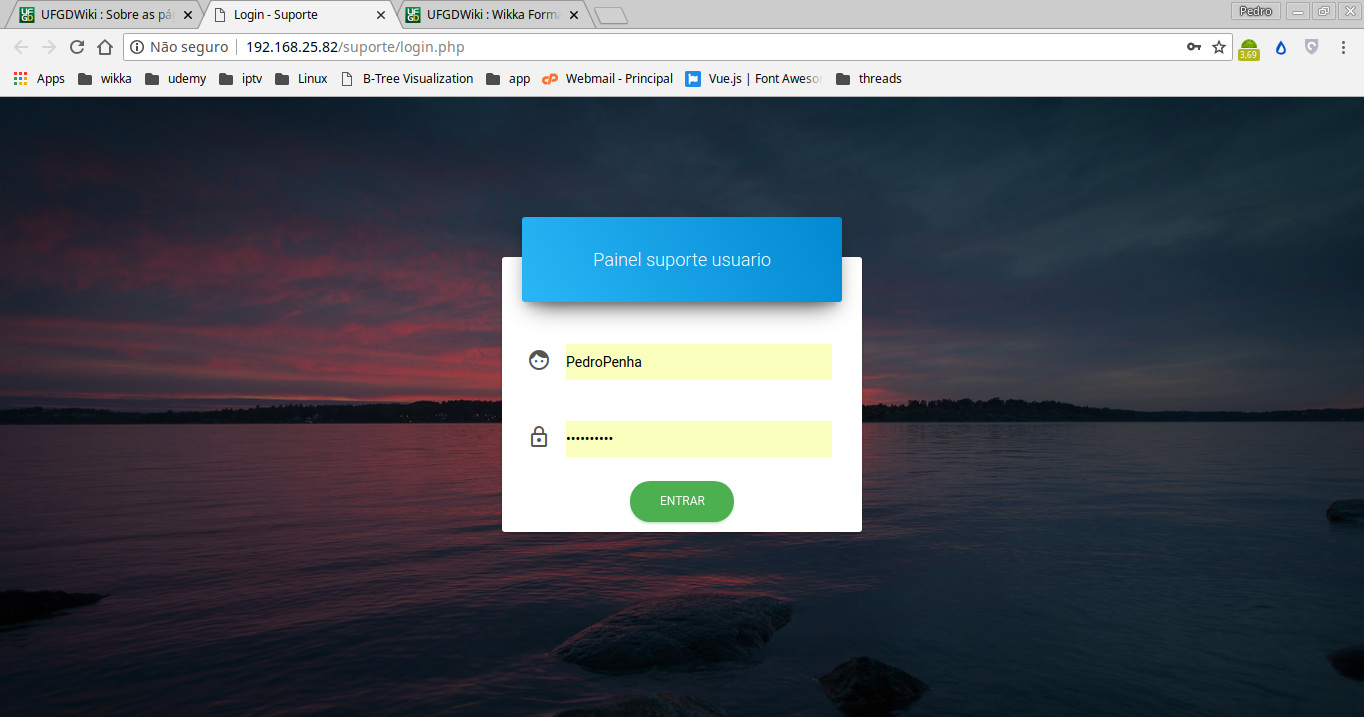 UFGDWiki : Sobre as pá
Login - Suporte
UFGDWiki : Wikka Forma
Pedro
Não seguro
192.168.25.82/suporte/login.php
3,69
Apps
wikka
udemy
iptv
Linux
B-Tree Visualization
app
Webmail - Principal
Vue.js | Font Aweso
threads
Painel suporte usuario
PedroPenha
••••••••••
ENTRAR